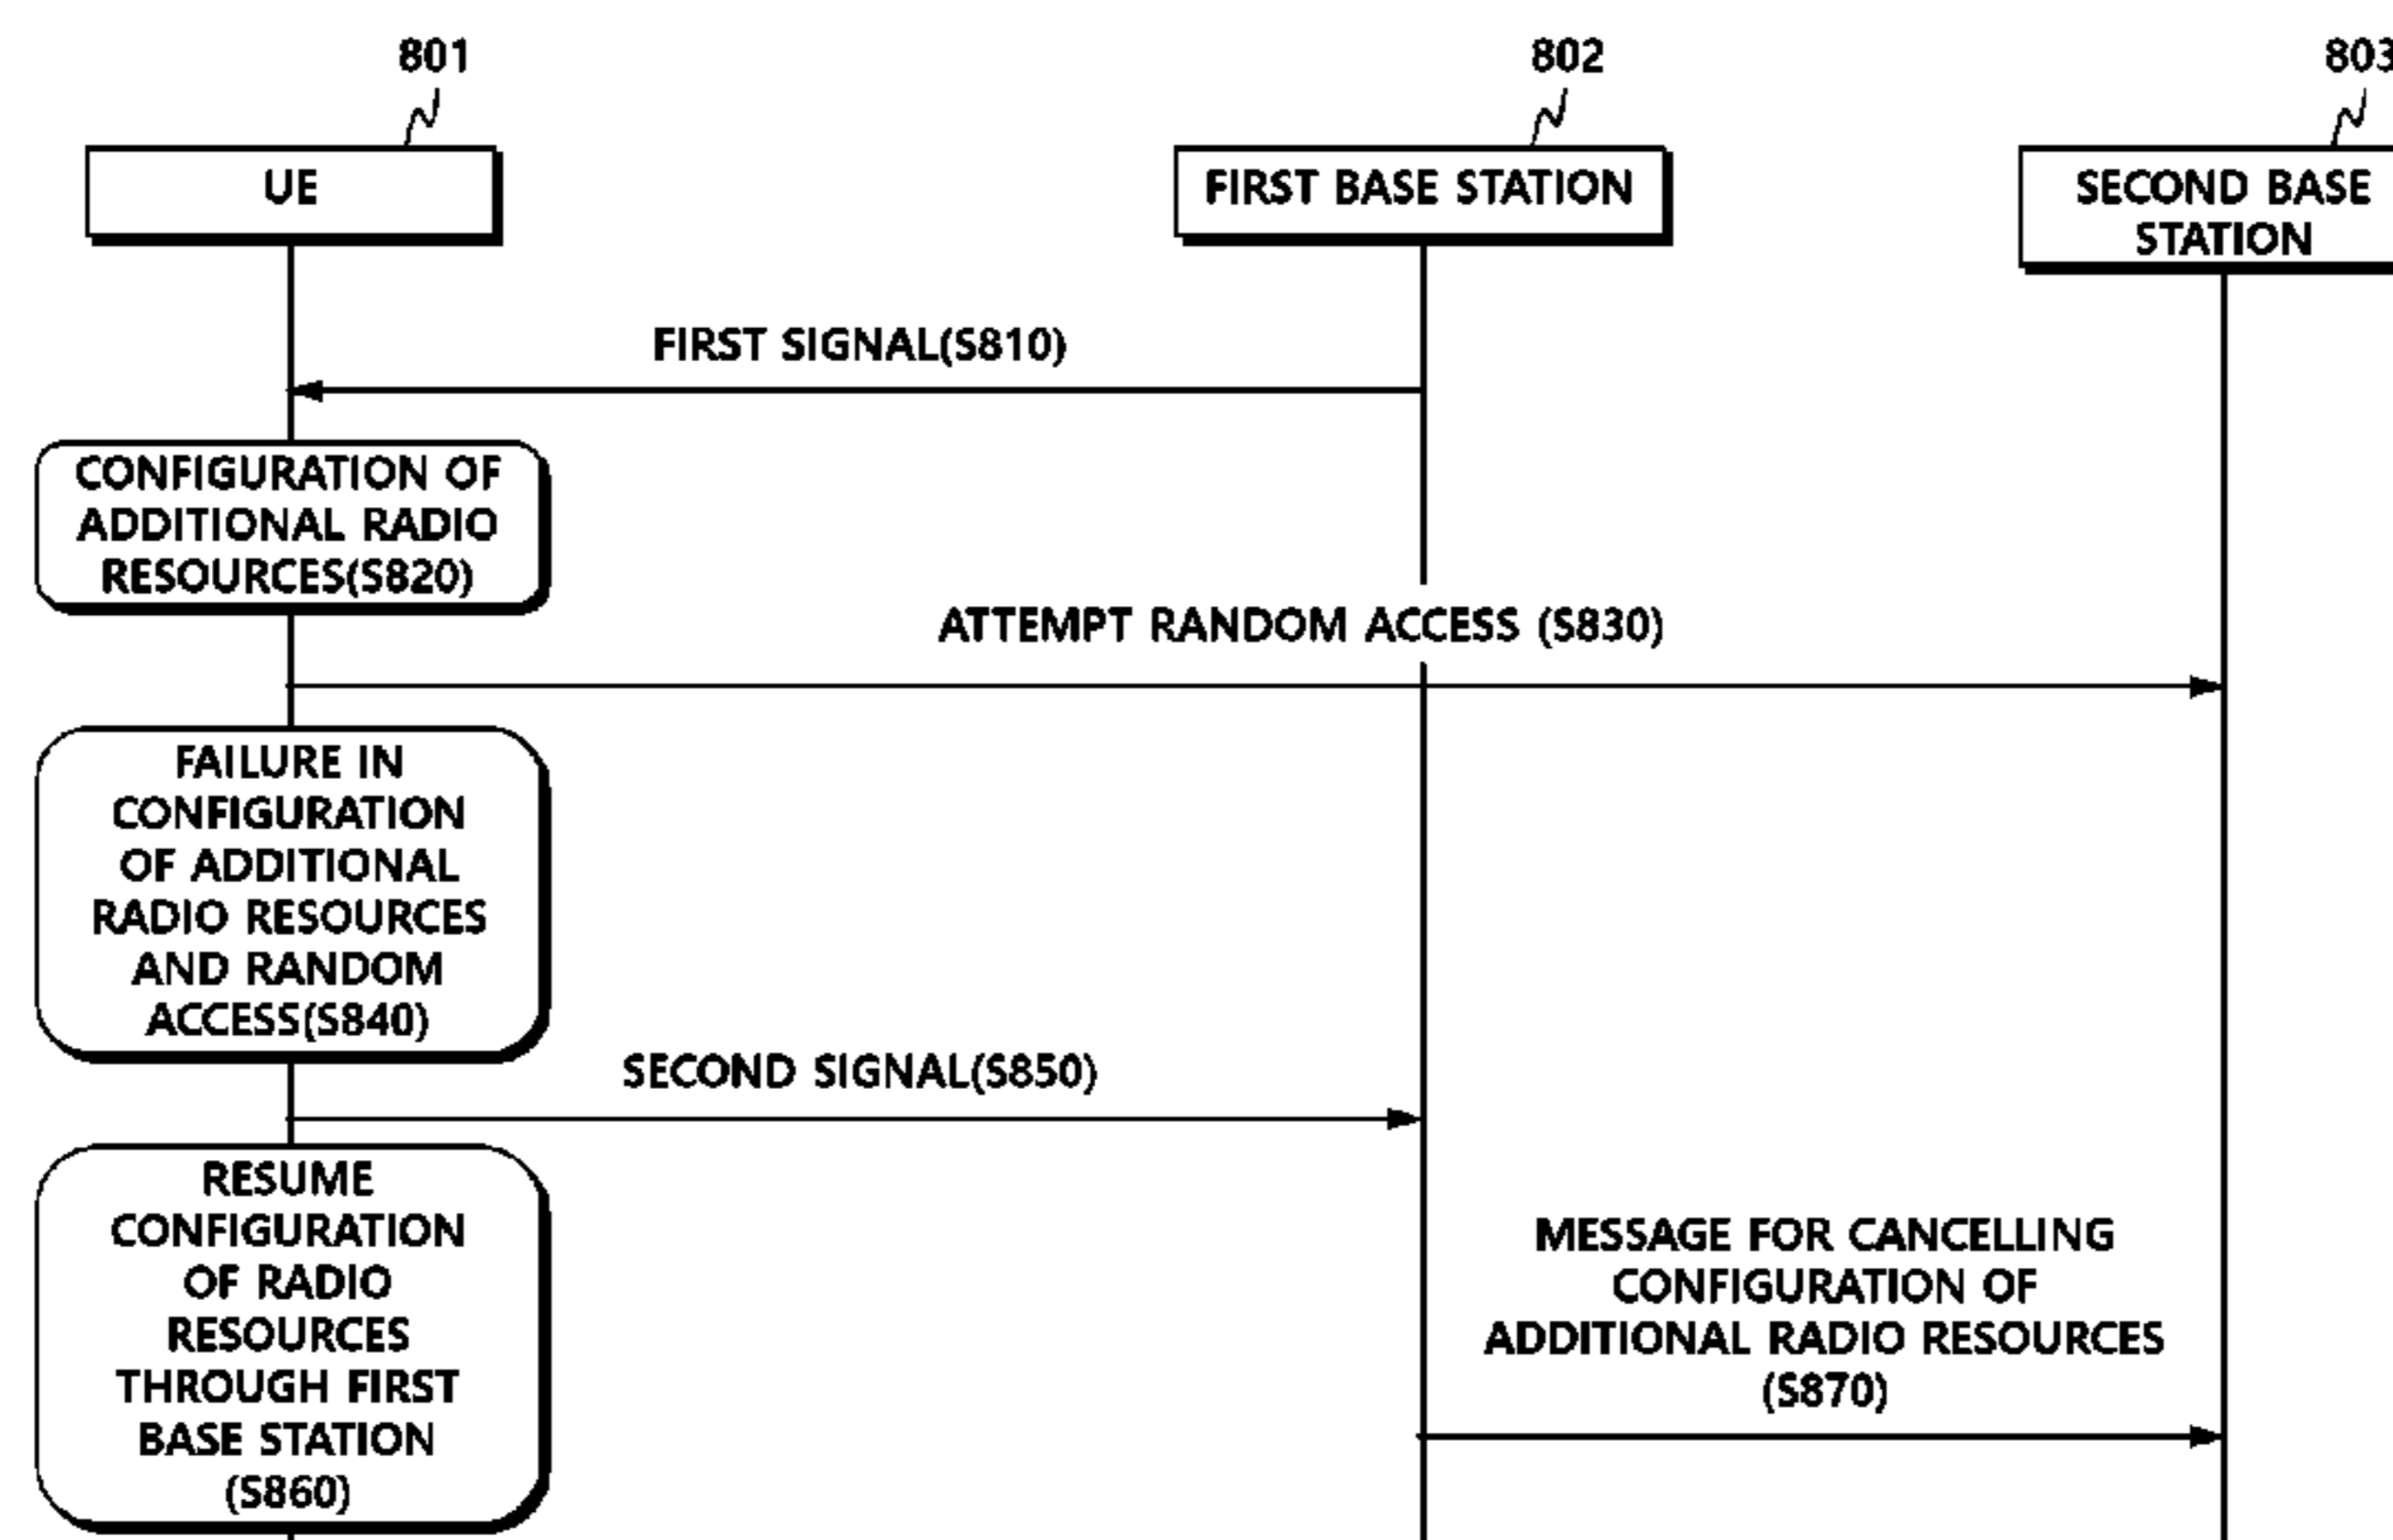 801
802
803
UE
FIRST BASE STATION
SECOND BASE
STATION
FIRST SIGNAL(S810)
CONFIGURATION OF
ADDITIONAL RADIO
RESOURCES(S820)
ATTEMPT RANDOM ACCESS (S830)
FAILURE IN
CONFIGURATION
OF ADDITIONAL
RADIO RESOURCES
AND RANDOM
ACCESS(S840)
SECOND SIGNAL(S850)
RESUME
CONFIGURATION
OF RADIO
RESOURCES
THROUGH FIRST
BASE STATION
(S860)
MESSAGE FOR CANCELLING
CONFIGURATION OF
ADDITIONAL RADIO RESOURCES
(S870)